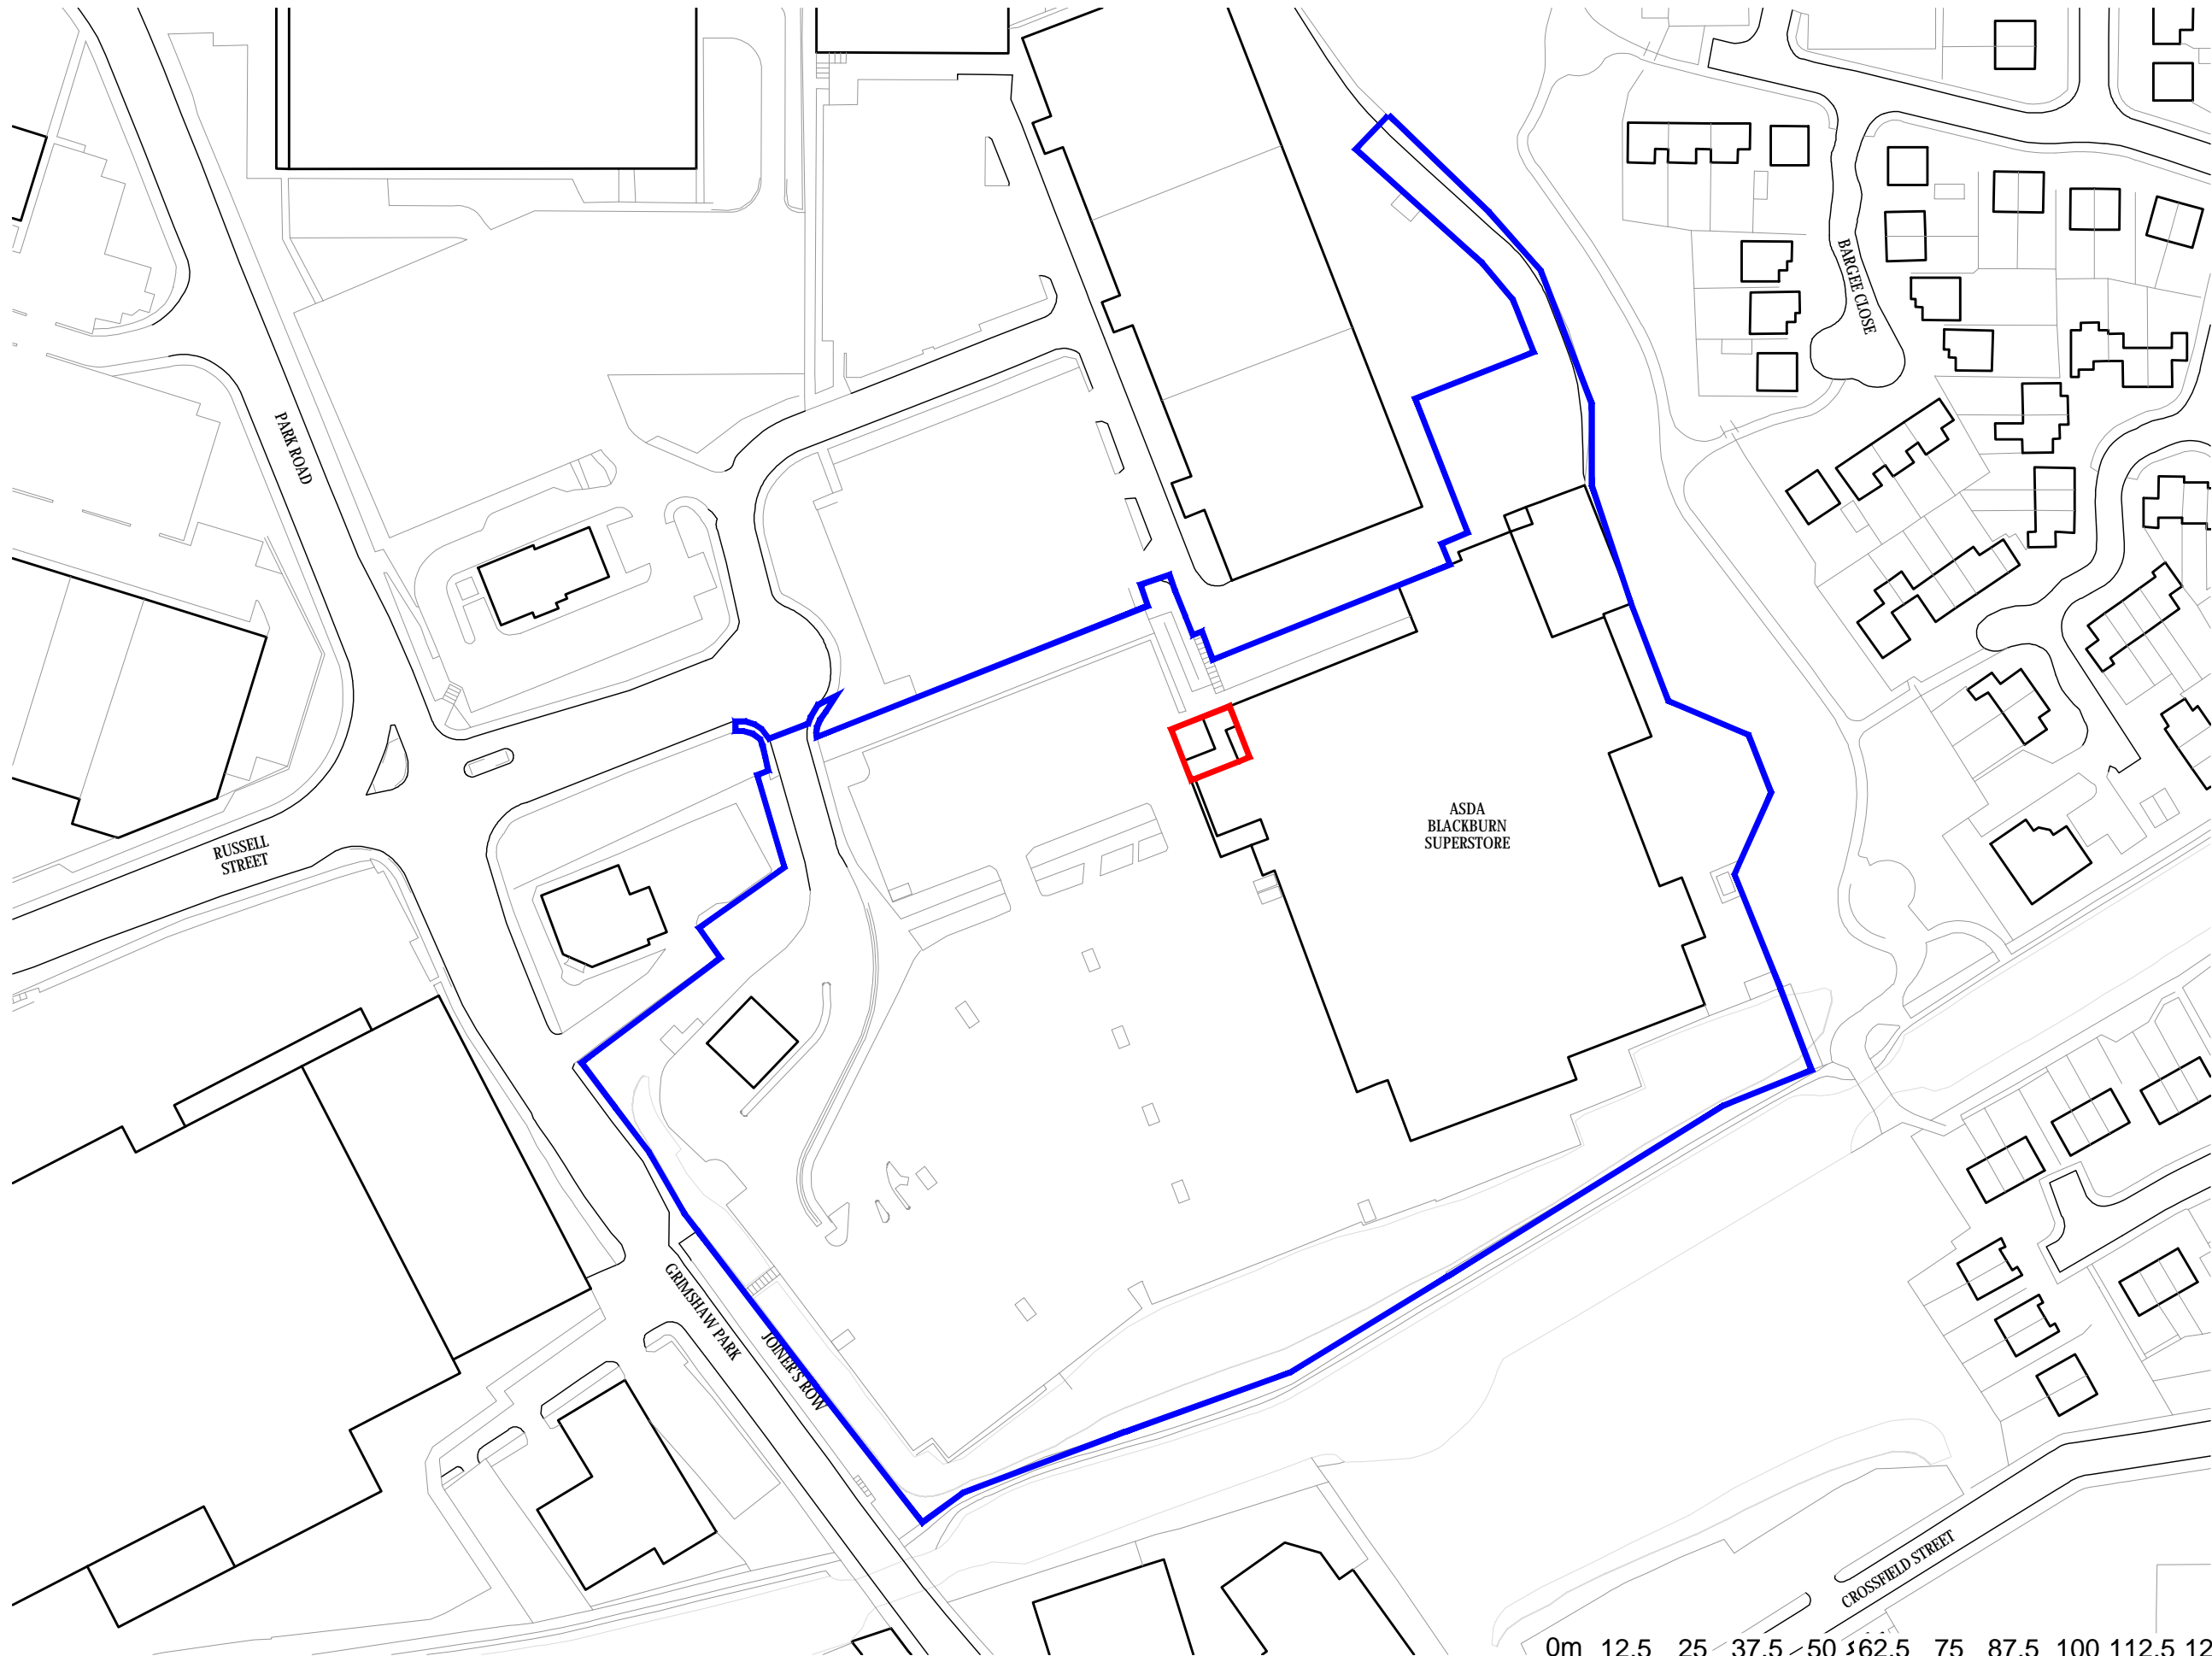 BARGEE CLOSE
PARK ROAD
ASDA
BLACKBURN
SUPERSTORE
RUSSELL
STREET
GRIMSHAW PARK
JOINER'S ROW
CROSSFIELD STREET
0m 12.5 25 37.5 50 62.5 75 87.5 100 112.5 12